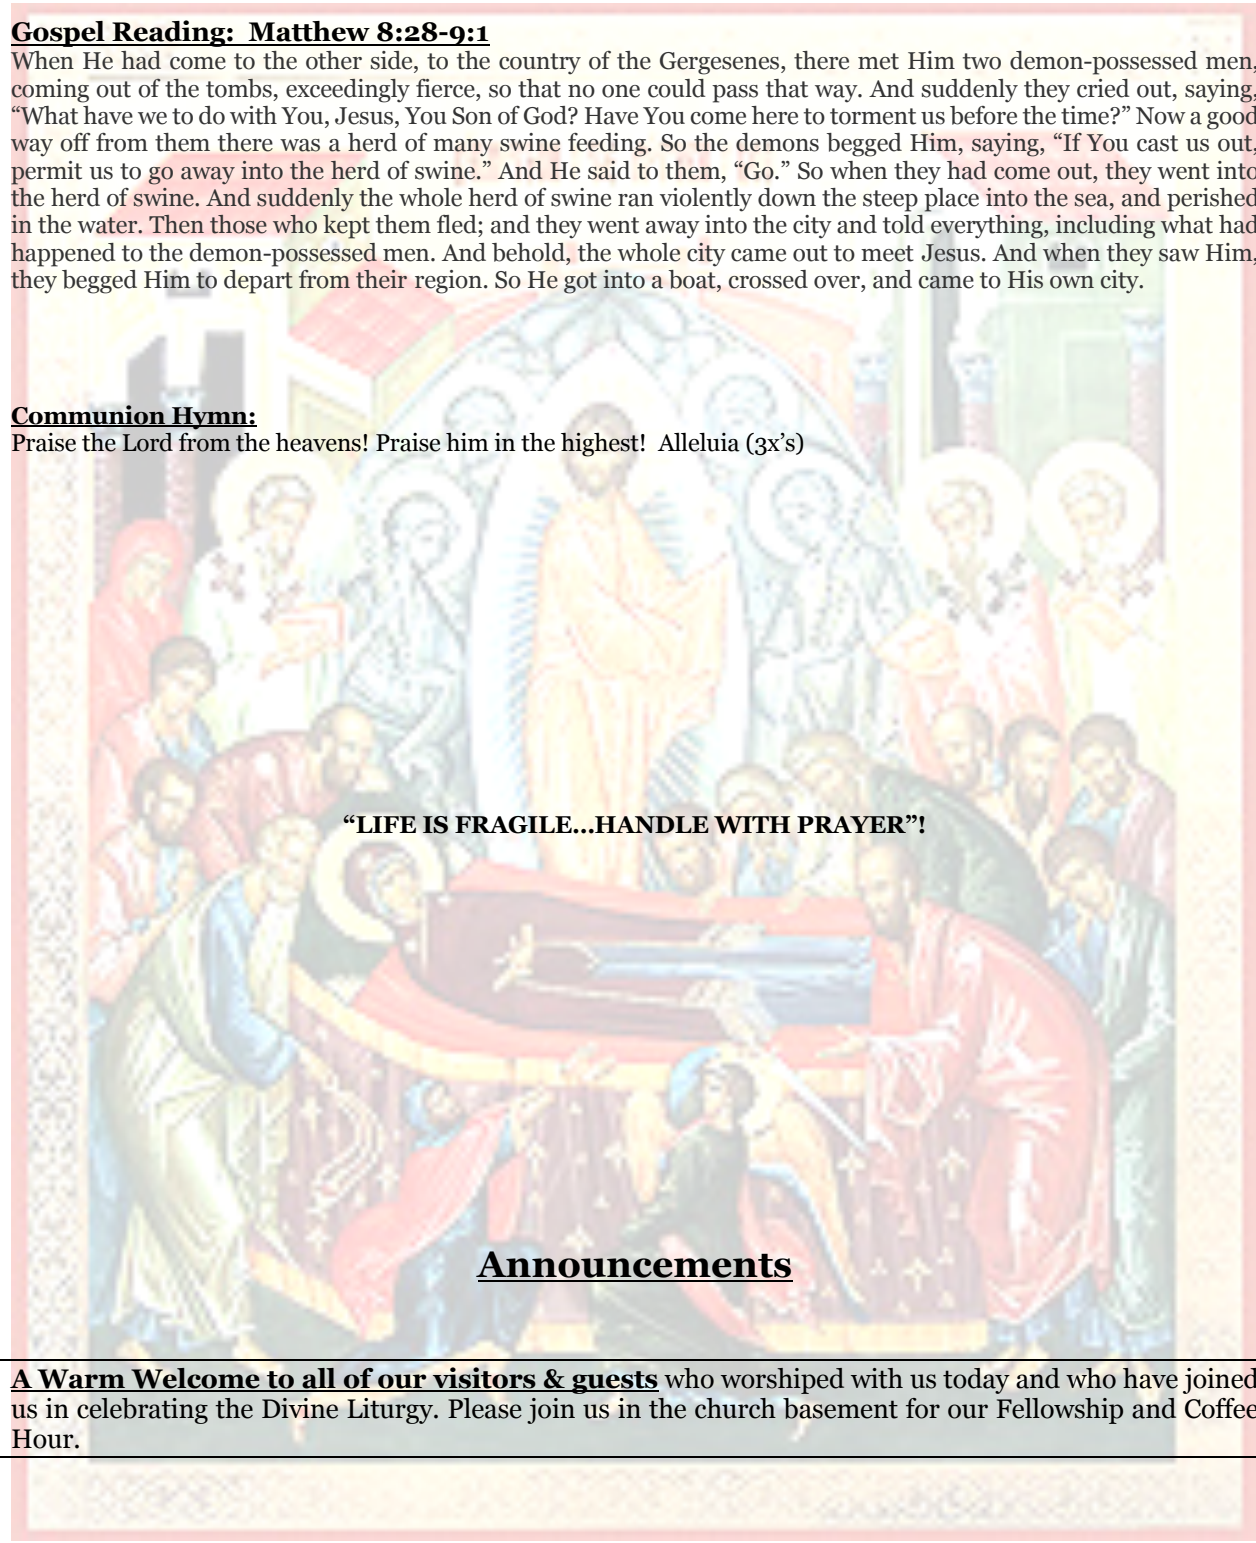 Gospel Reading:  Matthew 8:28-9:1
When He had come to the other side, to the country of the Gergesenes, there met Him two demon-possessed men,
coming out of the tombs, exceedingly fierce, so that no one could pass that way. And suddenly they cried out, saying,
“What have we to do with You, Jesus, You Son of God? Have You come here to torment us before the time?” Now a good
way off from them there was a herd of many swine feeding. So the demons begged Him, saying, “If You cast us out,
permit us to go away into the herd of swine.” And He said to them, “Go.” So when they had come out, they went into
the herd of swine. And suddenly the whole herd of swine ran violently down the steep place into the sea, and perished
in the water. Then those who kept them fled; and they went away into the city and told everything, including what had
happened to the demon-possessed men. And behold, the whole city came out to meet Jesus. And when they saw Him,
they begged Him to depart from their region. So He got into a boat, crossed over, and came to His own city.
Communion Hymn:
Praise the Lord from the heavens! Praise him in the highest!  Alleluia (3x’s)
“LIFE IS FRAGILE…HANDLE WITH PRAYER”!
Announcements
A Warm Welcome to all of our visitors & guests who worshiped with us today and who have joined
us in celebrating the Divine Liturgy. Please join us in the church basement for our Fellowship and Coffee
Hour.